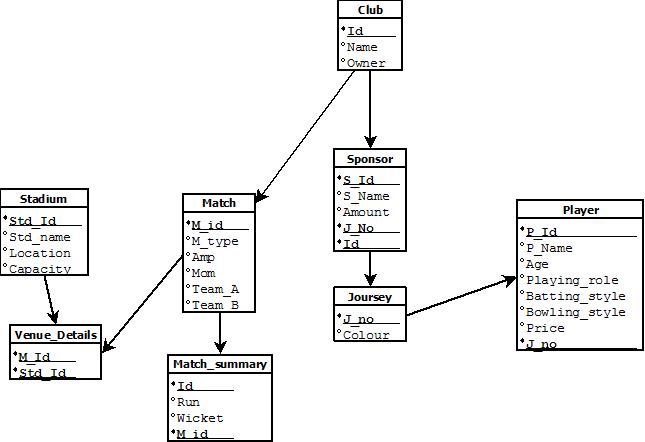 Club
Id
Name
Owner
Sponsor
S_Id
S_Name
Amount
J_No
Id
Stadium
Std_Id
Std_name
Location
Capacity
Match
M_id
M_type
Amp
Mom
Team_A
Team_B
Player
P_Id
P_Name
Age
Playing_role
Batting_style
Bowling_style
Price
J_no
Joursey
J_no
Colour
Venue_Details
M_Id
Std_Id
Match_summary
Id
Run
Wicket
M_id